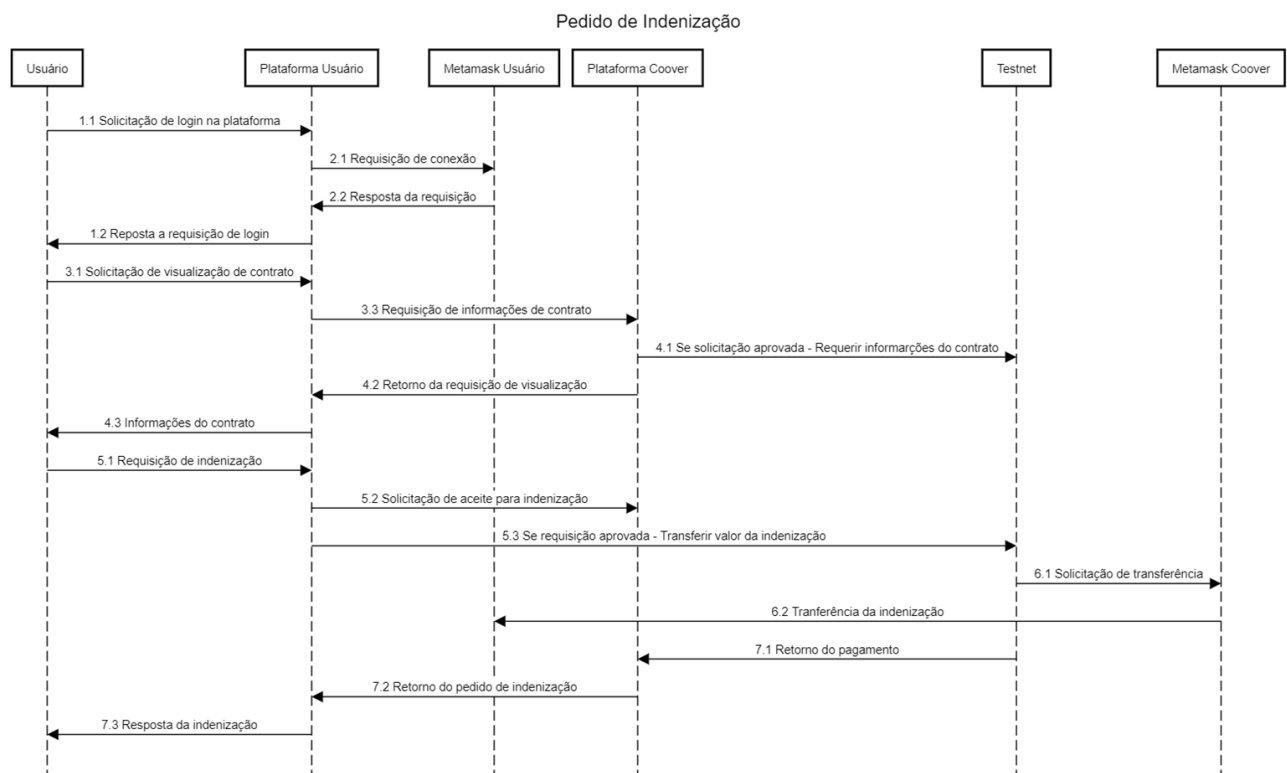 Pedido de Indenização
Usuário
Plataforma Usuário
Metamask Usuário
Plataforma Coover
Testnet
Metamask Coover
1.1 Solicitação de login na plataforma
2.1 Requisição de conexão
2.2 Resposta da requisição
1.2 Reposta a requisição de login
3.1 Solicitação de visualização de contrato
3.3 Requisição de informações de contrato
4.1 Se solicitação aprovada - Requerir informarções do contrato
4.2 Retorno da requisição de visualização
4.3 Informações do contrato
5.1 Requisição de indenização
5.2 Solicitação de aceite para indenização
5.3 Se requisição aprovada - Transferir valor da indenização
6.1 Solicitação de transferência
6.2 Tranferência da indenização
7.1 Retorno do pagamento
7.2 Retorno do pedido de indenização
7.3 Resposta da indenização